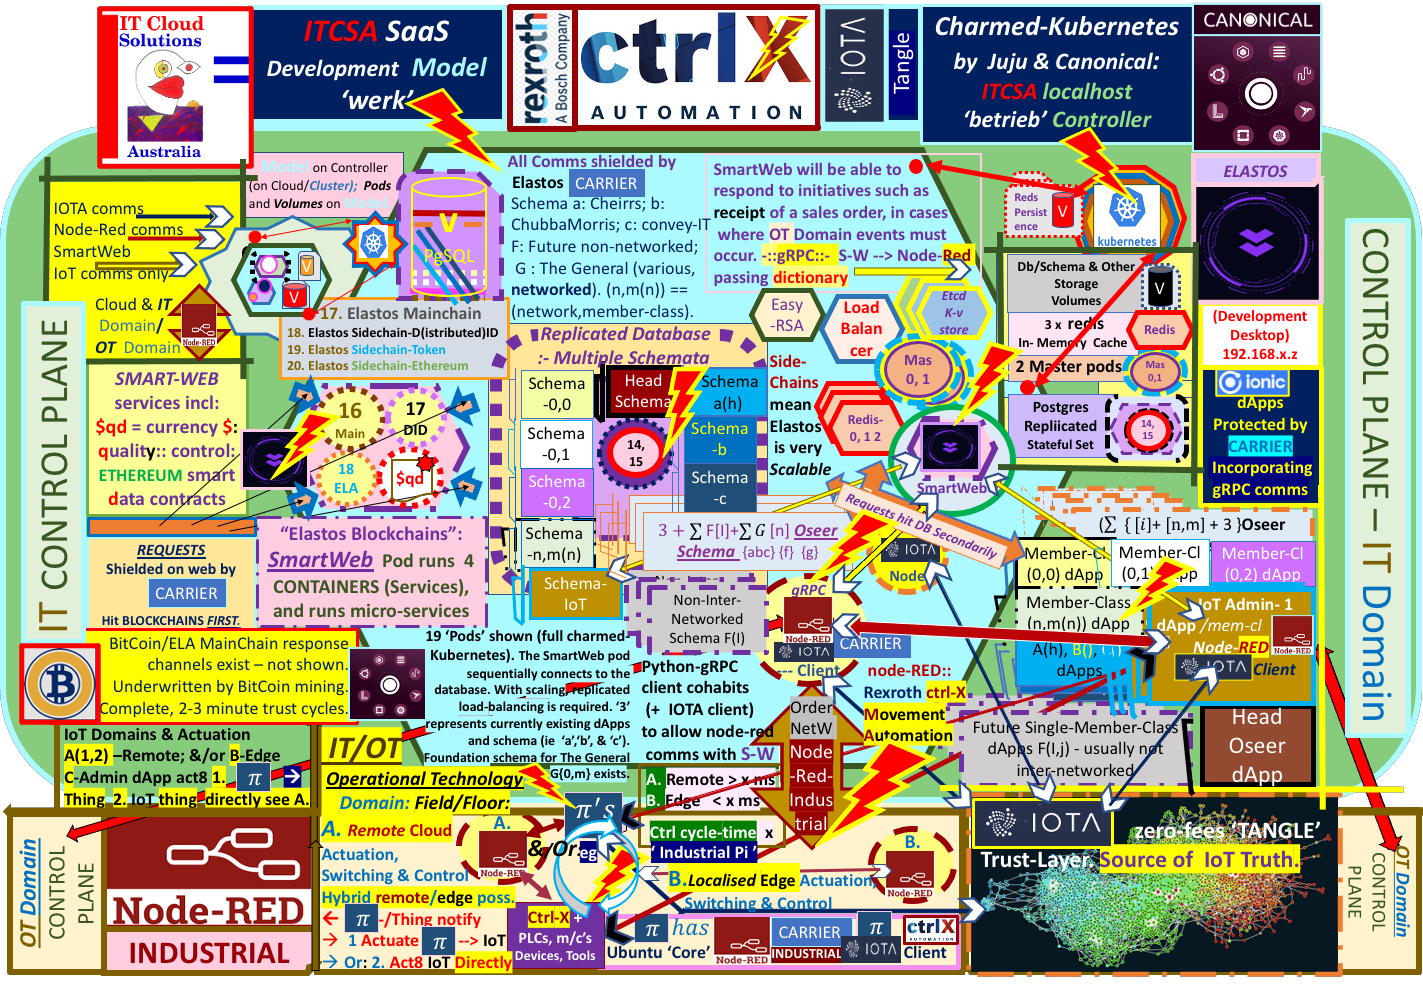 IT Cloud
Solutions
Australia
ITCSA SaaS
Development Model
‘werk’
rexroth
A Bosch Company
ctrlX
AUTOMATION
IOTA
Tangle
Charmed-Kubernetes
by Juju & Canonical:
ITCSA localhost
‘betrieb’ Controller
CANONICAL
IT CONTROL PLANE
IOTA comms
Node-Red comms
SmartWeb
IoT comms only
Cloud & IT
Domain/
OT Domain
Node-RED
Model on Controller
(on Cloud/Cluster); Pods
and Volumes on Model
V
V
V
PgSQL
17. Elastos Mainchain
18. Elastos Sidechain-D(istributed)ID
19. Elastos Sidechain-Token
20. Elastos Sidechain-Ethereum
All Comms shielded by
Elastos CARRIER
Schema a: Cheirrs; b:
ChubbaMorris; c: convey-IT
F: Future non-networked;
G : The General (various,
networked). (n,m(n)) ==
(network,member-class).
SmartWeb will be able to
respond to initiatives such as
receipt of a sales order, in cases
where OT Domain events must
occur. -::gRPC::- S-W --> Node-Red
passing dictionary
Reds
Persist
ence
V
kubernetes
ELASTOS
Easy
-RSA
Load
Balan
cer
Etcd
K-v
store
Mas
0, 1
Db/Schema & Other
Storage
Volumes
V
3 x redis
In- Memory Cache
Redis
2 Master pods
Mas
0,1
Postgres
Repliicated
Stateful Set
14,
15
(Development
Desktop)
192.168.x.z
ionic
dApps
Protected by
CARRIER
Incorporating
gRPC comms
CONTROL PLANE – IT Domain
SMART-WEB
services incl:
$qd = currency $:
quality:: control:
ETHEREUM smart
data contracts
16
Main
17
DID
18
ELA
$qd
Replicated Database
:- Multiple Schemata
Schema
-0,0
Head
Schema
Schema
a(h)
Schema
-0,1
14,
15
Schema
-b
Schema
-0,2
Schema
-c
Schema
-n,m(n)
Schema-
IoT
Side-
Chains
mean
Elastos
is very
Scalable
Redis-
0, 1 2
SmartWeb
Requests hit DB Secondarily
3 + ∑ F[I]+∑ G [n] Oseer
Schema {abc} {f} {g}
REQUESTS
Shielded on web by
CARRIER
Hit BLOCKCHAINS FIRST.
“Elastos Blockchains”:
SmartWeb Pod runs 4
CONTAINERS (Services),
and runs micro-services
Non-Inter-
Networked
Schema F(I)
gRPC
Node-RED
IOTA
Client
CARRIER
IOTA
Node
(∑ { [i]+ [n,m] + 3 }Oseer
Member-Cl
(0,0) dApp
Member-Cl
(0,1) App
Member-Cl
(0,2) dApp
Member-Class
(n,m(n)) dApp
A(h), B(),
dApps
IoT Admin- 1
dApp /mem-cl
Node-RED
IOTA Client
Node-RED
BitCoin/ELA MainChain response
channels exist – not shown.
Underwritten by BitCoin mining.
Complete, 2-3 minute trust cycles.
19 ‘Pods’ shown (full charmed-
Kubernetes). The SmartWeb pod
sequentially connects to the
database. With scaling, replicated
load-balancing is required. ‘3’
represents currently existing dApps
and schema (ie ‘a’,’b’, & ‘c’).
Foundation schema for The General
G{0,m} exists.
Python-gRPC
client cohabits
(+ IOTA client)
to allow node-red
comms with S-W
node-RED::
Rexroth ctrl-X
Movement
Automation
Order
NetW
Node
-Red-
Indus
trial
Future Single-Member-Class
dApps F(I,j) - usually not
inter-networked
Head
Oseer
dApp
IoT Domains & Actuation
A(1,2) –Remote; &/or B-Edge
C-Admin dApp act8 1. π →
Thing 2. IoT thing directly see A.
IT/OT
Operational Technology
Domain: Field/Floor:
A. Remote Cloud
Actuation,
Switching & Control
Hybrid remote/edge poss.
← π -/Thing notify
→ 1 Actuate π --> IoT
→ Or: 2. Act8 IoT Directly
A. Remote > x ms
B. Edge < x ms
Ctrl cycle-time x
‘ Industrial Pi ’
A.
Node-RED
& Or:
π’s
eg
B.
Node-RED
B.Localised Edge Actuation,
Switching & Control
Ctrl-X +
PLCs, m/c’s
Devices, Tools
π has
Ubuntu ‘Core’
Node-RED
INDUSTRIAL
CARRIER
π
IOTA
Client
ctrlX
AUTOMATION
OT Domain
CONTROL
PLANE
Node-RED
INDUSTRIAL
IOTA
zero-fees ‘TANGLE’
Trust-Layer. Source of IoT Truth.
OT Domain
CONTROL
PLANE